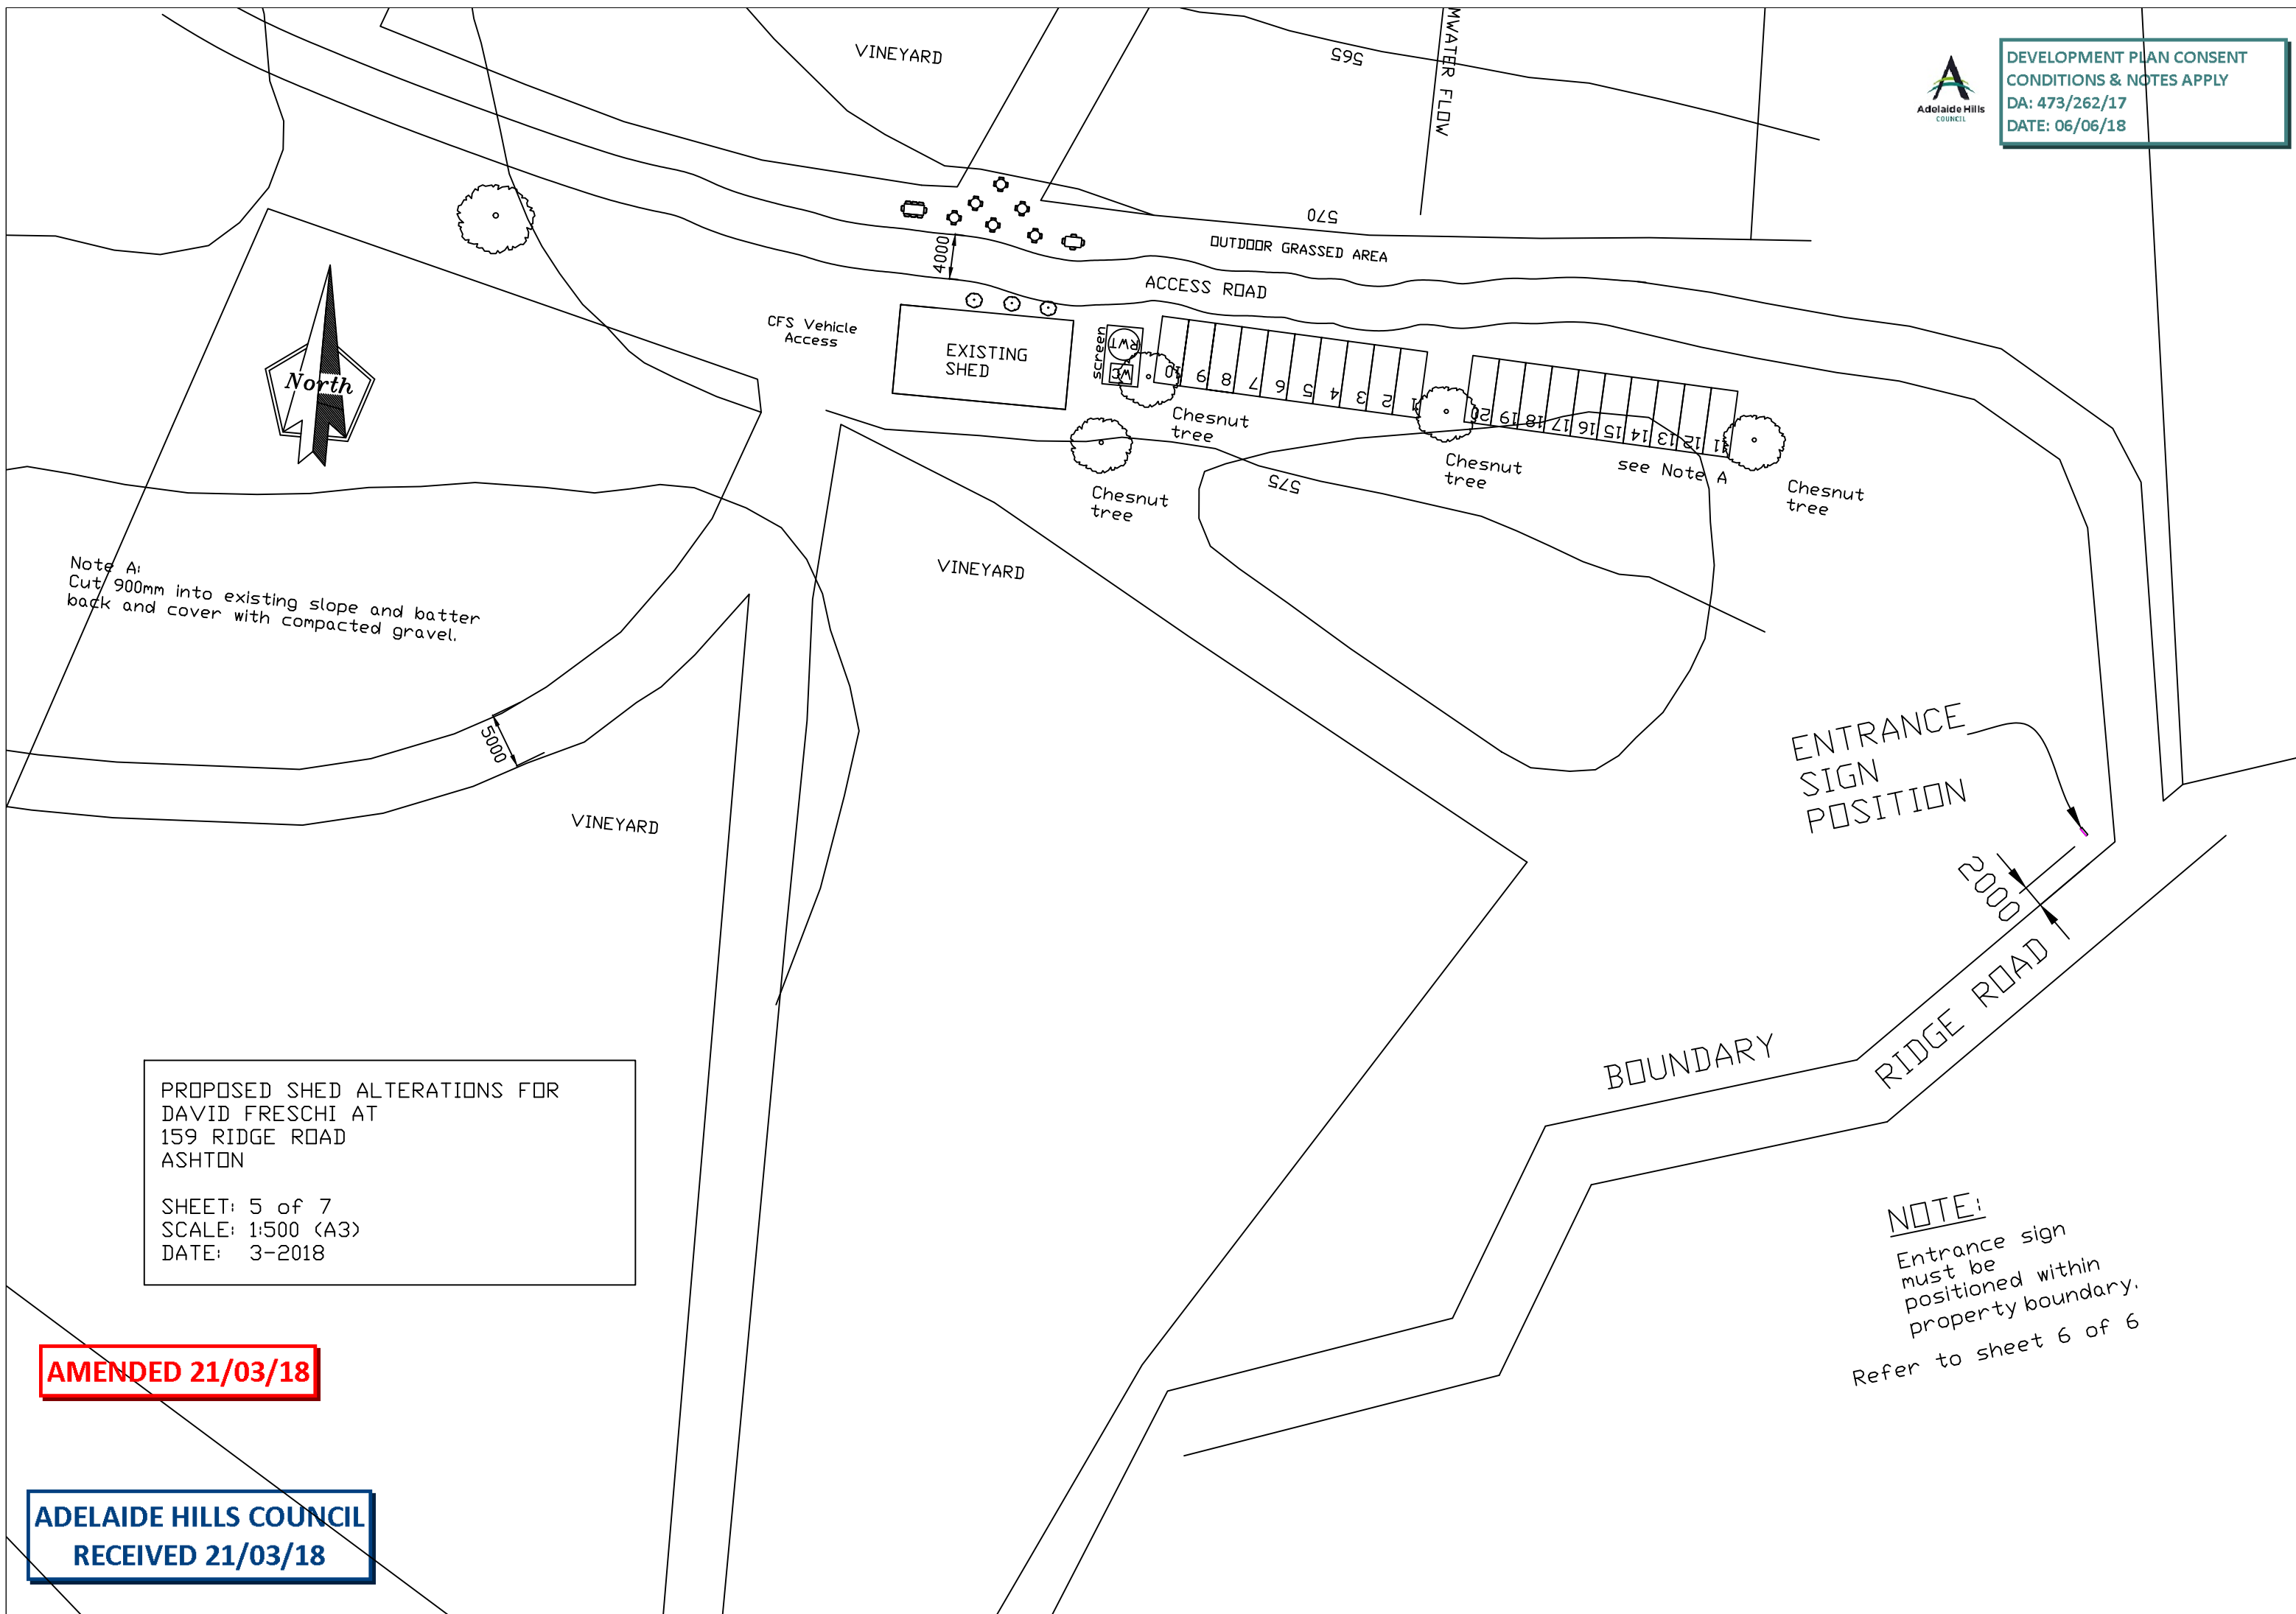 VINEYARD
565
MWATER FLOW
Adelaide Hills
COUNCIL
DEVELOPMENT PLAN CONSENT
CONDITIONS & NOTES APPLY
DA: 473/262/17
DATE: 06/06/18
570
OUTDOOR GRASSED AREA
4000
ACCESS ROAD
CFS Vehicle
Access
EXISTING
SHED
screen
RWT
WC
10 9 8 7 6 5 4 3 2 1
20 19 18 17 16 15 14 13 12 11
North
Chesnut
tree
Chesnut
tree
see Note A
Chesnut
tree
Chesnut
tree
575
Note A:
Cut 900mm into existing slope and batter
back and cover with compacted gravel.
VINEYARD
5000
VINEYARD
ENTRANCE
SIGN
POSITION
2000
RIDGE ROAD
BOUNDARY
PROPOSED SHED ALTERATIONS FOR
DAVID FRESCHI AT
159 RIDGE ROAD
ASHTON
SHEET: 5 of 7
SCALE: 1:500 (A3)
DATE: 3-2018
NOTE:
Entrance sign
must be
positioned within
property boundary.
Refer to sheet 6 of 6
AMENDED 21/03/18
ADELAIDE HILLS COUNCIL
RECEIVED 21/03/18